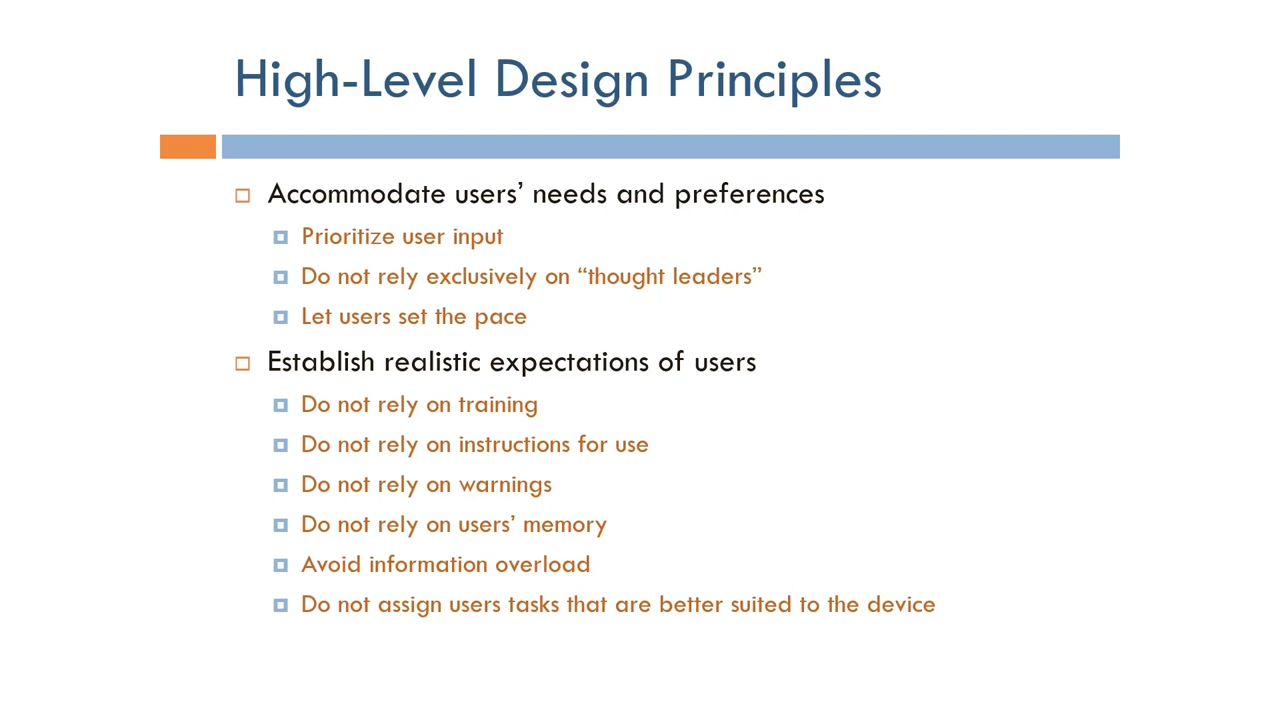 High-Level Design Principles
Accommodate users’ needs and preferences
Prioritize user input
Do not rely exclusively on “thought leaders”
Let users set the pace
Establish realistic expectations of users
Do not rely on training
Do not rely on instructions for use
Do not rely on warnings
Do not rely on users’ memory
Avoid information overload
Do not assign users tasks that are better suited to the device